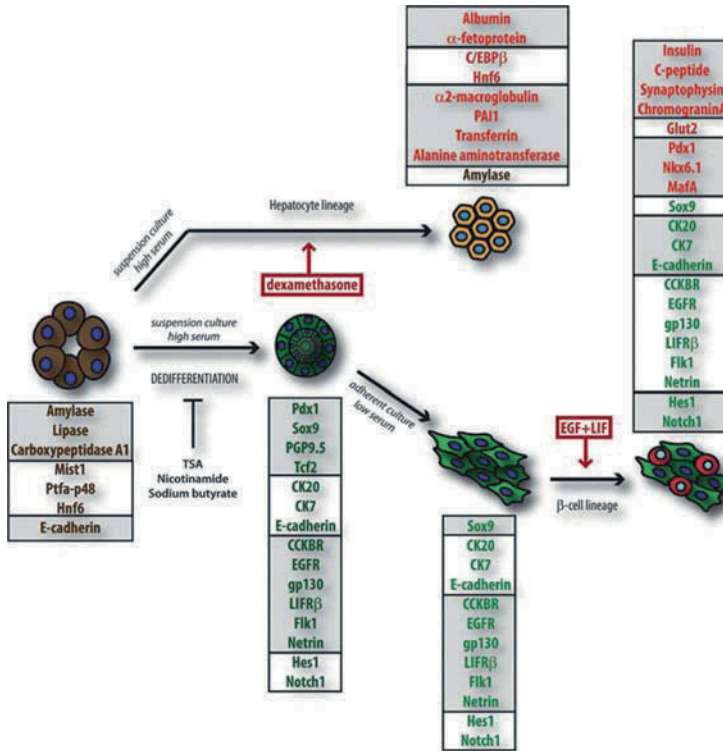 Albumin
α-fetoprotein
C/EBPβ
Hnf6
α2-macroglobulin
PAI1
Transferrin
Alanine aminotransferase
Amylase
Insulin
C-peptide
Synaptophysin
ChromograninA
Glut2
Pdx1
Nkx6.1
MafA
Sox9
CK20
CK7
E-cadherin
CCKBR
EGFR
gp130
LIFRβ
Flk1
Netrin
Hes1
Notch1
suspension culture
high serum
Hepatocyte lineage
dexamethasone
suspension culture
high serum
DEDIFFERENTIATION
TSA
Nicotinamide
Sodium butyrate
Amylase
Lipase
Carboxypeptidase A1
Mist1
Ptfa-p48
Hnf6
E-cadherin
Pdx1
Sox9
PGP9.5
Tcf2
CK20
CK7
E-cadherin
CCKBR
EGFR
gp130
LIFRβ
Flk1
Netrin
Hes1
Notch1
adherent culture
low serum
EGF+LIF
β-cell lineage
Sox9
CK20
CK7
E-cadherin
CCKBR
EGFR
gp130
LIFRβ
Flk1
Netrin
Hes1
Notch1